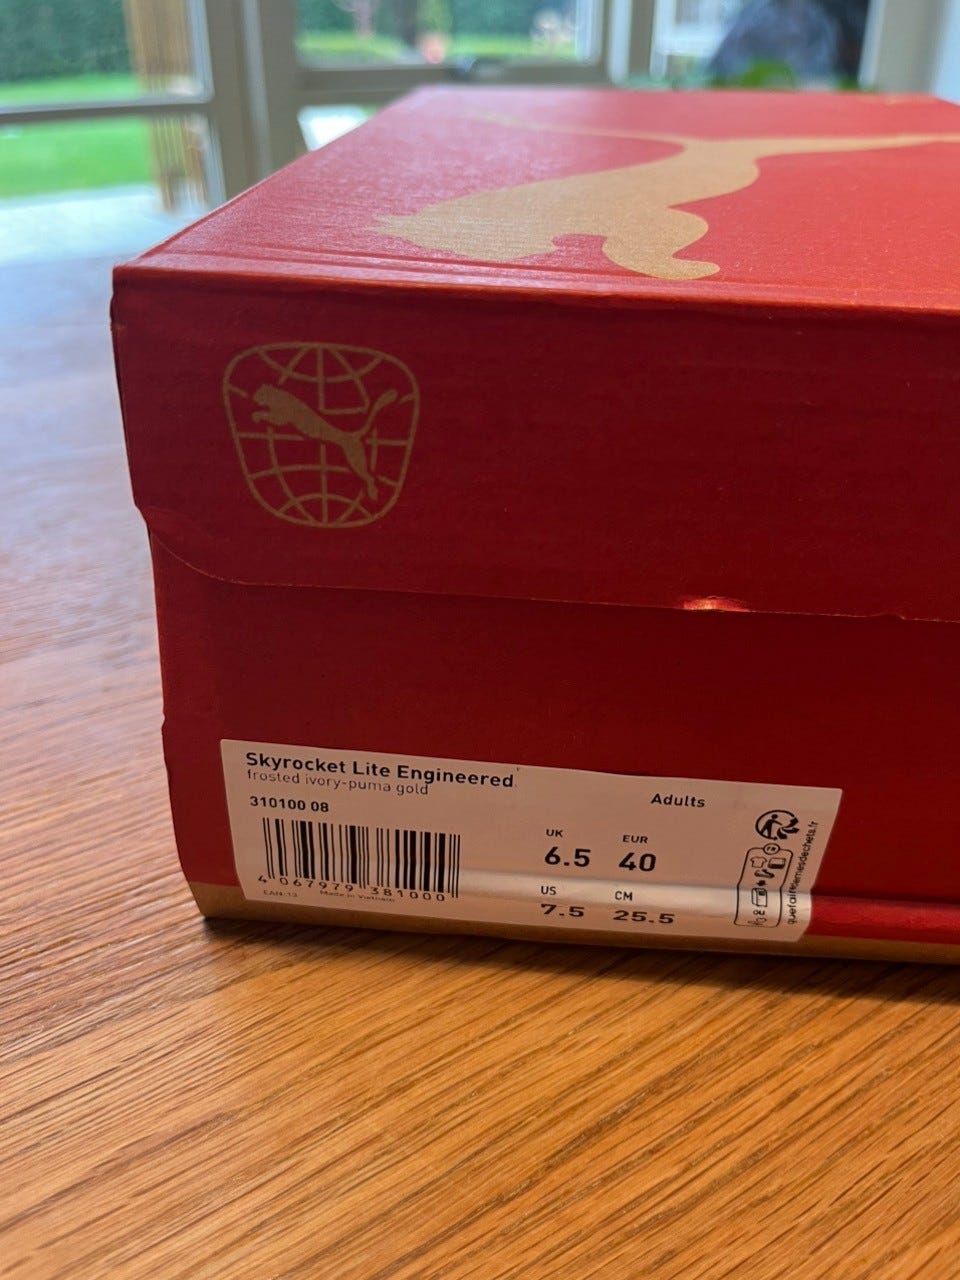 Skyrocket Lite Engineered
frosted ivory-puma gold
310100 08
Adults
UK
6.5
EUR
40
US
7.5
CM
25.5
4 067979 381000
EAN-13
Made in Vietnam
FR
quefairedemesdechets.fr